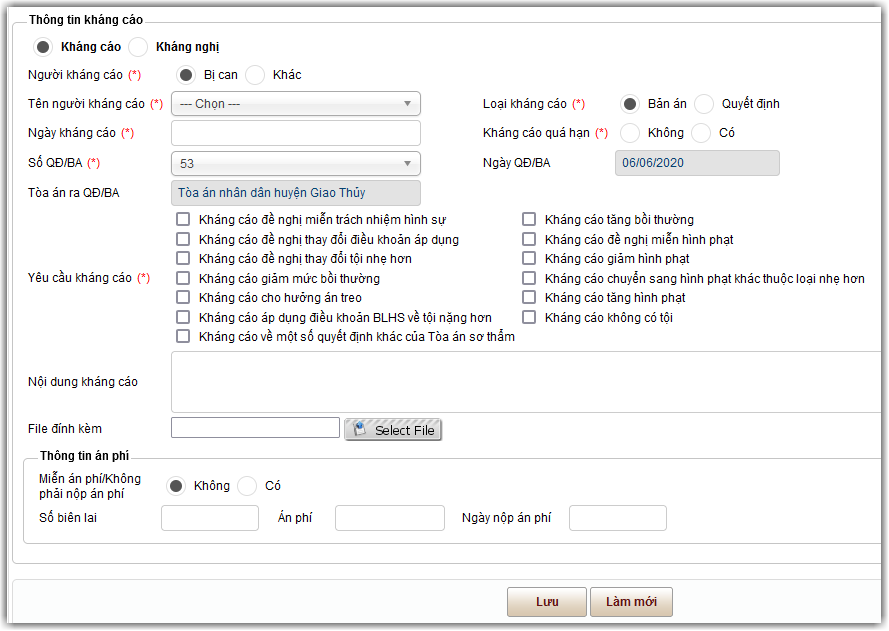 Thông tin kháng cáo
Kháng cáo Kháng nghị
Người kháng cáo (*) Bị can Khác
Tên người kháng cáo (*) --- Chọn --- Loại kháng cáo (*) Bản án Quyết định
Ngày kháng cáo (*) Kháng cáo quá hạn (*) Không Có
Số QĐ/BA (*) 53 Ngày QĐ/BA 06/06/2020
Tòa án ra QĐ/BA Tòa án nhân dân huyện Giao Thủy
Kháng cáo đề nghị miễn trách nhiệm hình sự Kháng cáo tăng bồi thường
Kháng cáo đề nghị thay đổi điều khoản áp dụng Kháng cáo đề nghị miễn hình phạt
Kháng cáo đề nghị thay đổi tội nhẹ hơn Kháng cáo giảm hình phạt
Yêu cầu kháng cáo (*) Kháng cáo giảm mức bồi thường Kháng cáo chuyển sang hình phạt khác thuộc loại nhẹ hơn
Kháng cáo cho hưởng án treo Kháng cáo tăng hình phạt
Kháng cáo áp dụng điều khoản BLHS về tội nặng hơn Kháng cáo không có tội
Kháng cáo về một số quyết định khác của Tòa án sơ thẩm
Nội dung kháng cáo
File đính kèm Select File
Thông tin án phí
Miễn án phí/Không
phải nộp án phí Không Có
Số biên lai Án phí Ngày nộp án phí
Lưu Làm mới